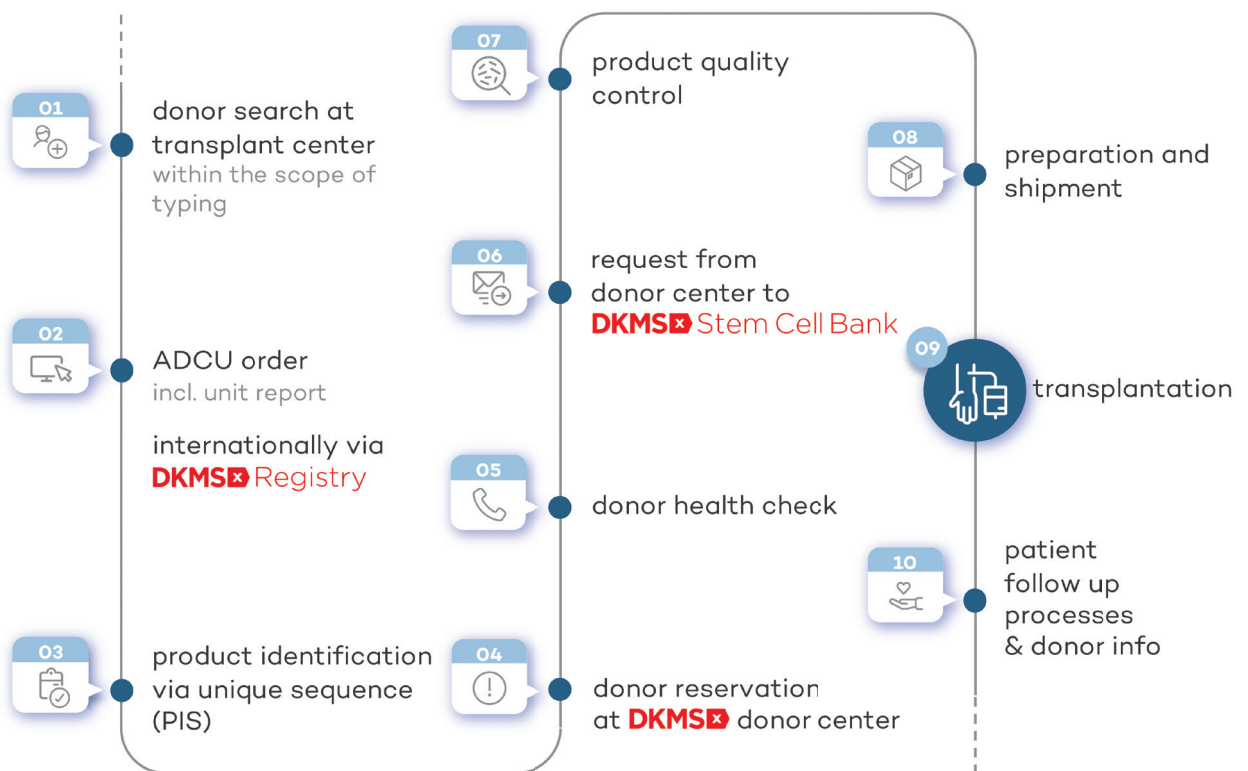 01
donor search at
transplant center
within the scope of
typing
02
ADCU order
incl. unit report
internationally via
DKMS Registry
03
product identification
via unique sequence
(PIS)
04
donor reservation
at DKMS donor center
05
donor health check
06
request from
donor center to
DKMS Stem Cell Bank
07
product quality
control
08
preparation and
shipment
09
transplantation
10
patient
follow up
processes
& donor info